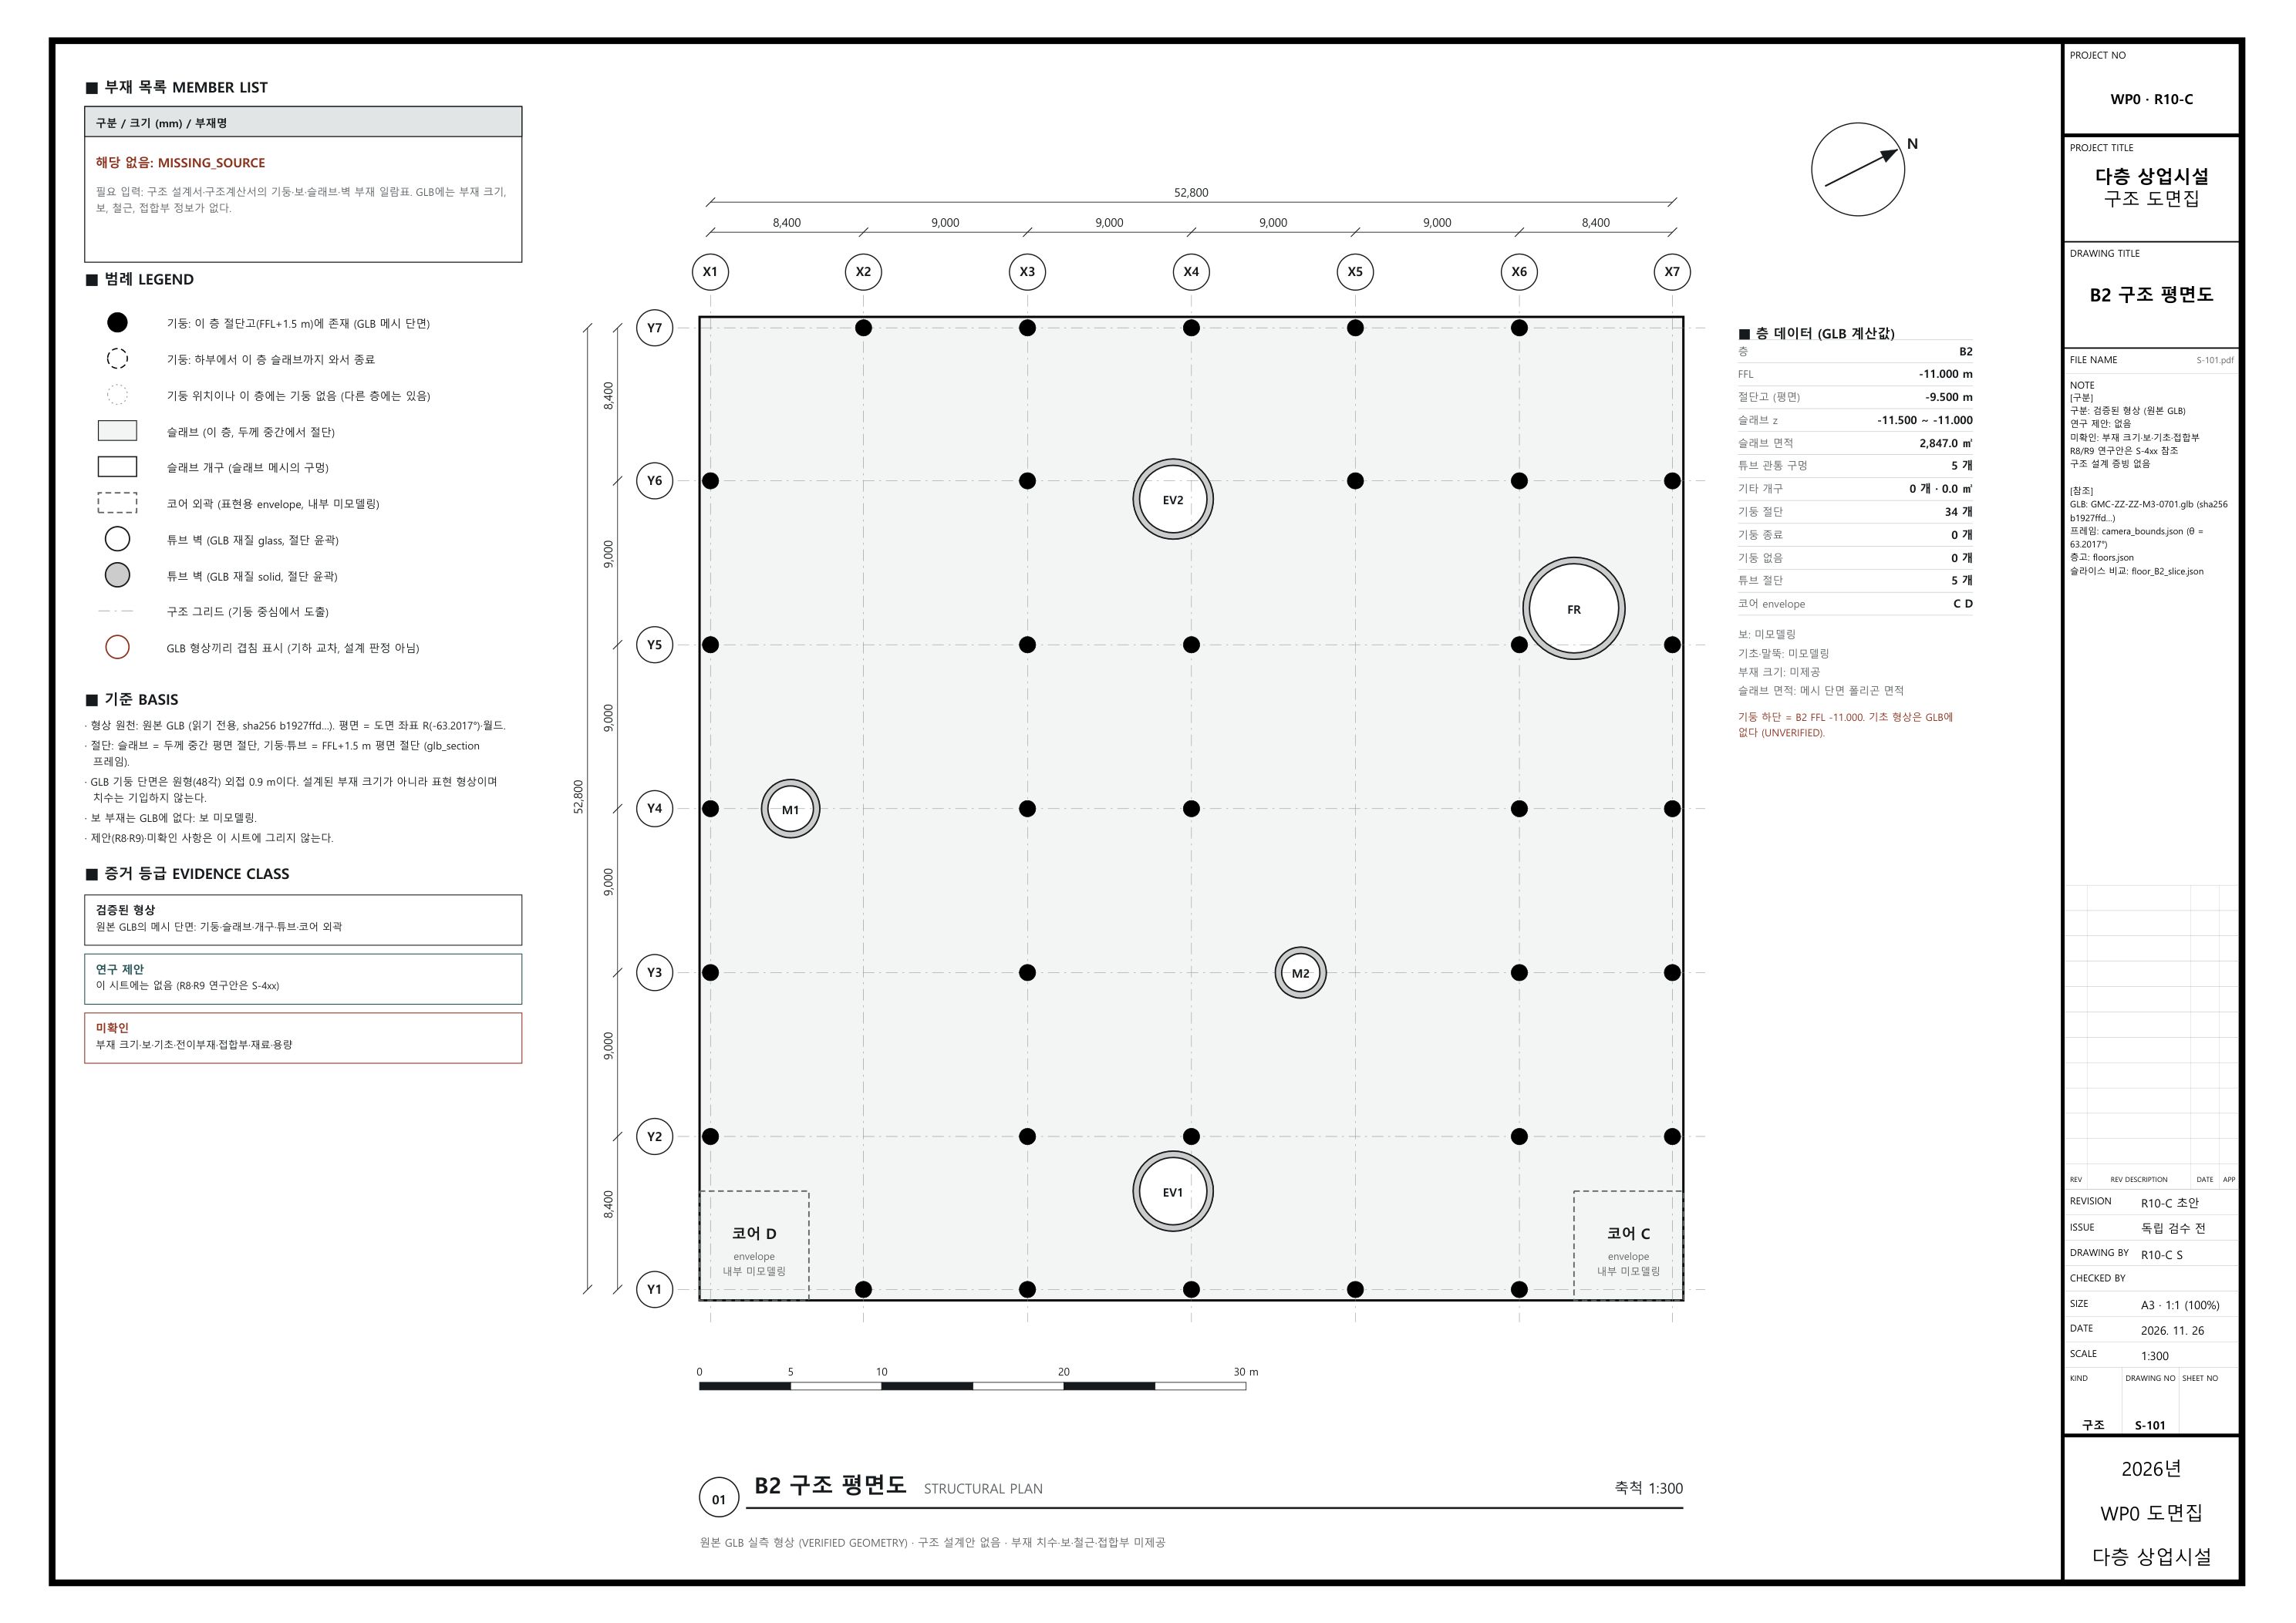 ■ 부재 목록 MEMBER LIST
구분 / 크기 (mm) / 부재명
해당 없음: MISSING_SOURCE
필요 입력: 구조 설계서·구조계산서의 기둥·보·슬래브·벽 부재 일람표. GLB에는 부재 크기,
보, 철근, 접합부 정보가 없다.
■ 범례 LEGEND
기둥: 이 층 절단고(FFL+1.5 m)에 존재 (GLB 메시 단면)
기둥: 하부에서 이 층 슬래브까지 와서 종료
기둥 위치이나 이 층에는 기둥 없음 (다른 층에는 있음)
슬래브 (이 층, 두께 중간에서 절단)
슬래브 개구 (슬래브 메시의 구멍)
코어 외곽 (표현용 envelope, 내부 미모델링)
튜브 벽 (GLB 재질 glass, 절단 윤곽)
튜브 벽 (GLB 재질 solid, 절단 윤곽)
구조 그리드 (기둥 중심에서 도출)
GLB 형상끼리 겹침 표시 (기하 교차, 설계 판정 아님)
■ 기준 BASIS
· 형상 원천: 원본 GLB (읽기 전용, sha256 b1927ffd…). 평면 = 도면 좌표 R(-63.2017°)·월드.
· 절단: 슬래브 = 두께 중간 평면 절단, 기둥·튜브 = FFL+1.5 m 평면 절단 (glb_section
프레임).
· GLB 기둥 단면은 원형(48각) 외접 0.9 m이다. 설계된 부재 크기가 아니라 표현 형상이며
치수는 기입하지 않는다.
· 보 부재는 GLB에 없다: 보 미모델링.
· 제안(R8·R9)·미확인 사항은 이 시트에 그리지 않는다.
■ 증거 등급 EVIDENCE CLASS
검증된 형상
원본 GLB의 메시 단면: 기둥·슬래브·개구·튜브·코어 외곽
연구 제안
이 시트에는 없음 (R8·R9 연구안은 S-4xx)
미확인
부재 크기·보·기초·전이부재·접합부·재료·용량
52,800
8,400
9,000
9,000
9,000
9,000
8,400
X1
X2
X3
X4
X5
X6
X7
Y7
Y6
Y5
Y4
Y3
Y2
Y1
8,400
9,000
9,000
9,000
9,000
8,400
52,800
EV2
FR
M1
M2
EV1
코어 D
envelope
내부 미모델링
코어 C
envelope
내부 미모델링
0
5
10
20
30 m
01
B2 구조 평면도 STRUCTURAL PLAN
축척 1:300
원본 GLB 실측 형상 (VERIFIED GEOMETRY) · 구조 설계안 없음 · 부재 치수·보·철근·접합부 미제공
N
■ 층 데이터 (GLB 계산값)
층 B2
FFL -11.000 m
절단고 (평면) -9.500 m
슬래브 z -11.500 ~ -11.000
슬래브 면적 2,847.0 ㎡
튜브 관통 구멍 5 개
기타 개구 0 개 · 0.0 ㎡
기둥 절단 34 개
기둥 종료 0 개
기둥 없음 0 개
튜브 절단 5 개
코어 envelope C D
보: 미모델링
기초·말뚝: 미모델링
부재 크기: 미제공
슬래브 면적: 메시 단면 폴리곤 면적
기둥 하단 = B2 FFL -11.000. 기초 형상은 GLB에
없다 (UNVERIFIED).
PROJECT NO
WP0 · R10-C
PROJECT TITLE
다층 상업시설
구조 도면집
DRAWING TITLE
B2 구조 평면도
FILE NAME S-101.pdf
NOTE
[구분]
구분: 검증된 형상 (원본 GLB)
연구 제안: 없음
미확인: 부재 크기·보·기초·접합부
R8/R9 연구안은 S-4xx 참조
구조 설계 증빙 없음
[참조]
GLB: GMC-ZZ-ZZ-M3-0701.glb (sha256
b1927ffd…)
프레임: camera_bounds.json (θ =
63.2017°)
층고: floors.json
슬라이스 비교: floor_B2_slice.json
REV REV DESCRIPTION DATE APP
REVISION R10-C 초안
ISSUE 독립 검수 전
DRAWING BY R10-C S
CHECKED BY
SIZE A3 · 1:1 (100%)
DATE 2026. 11. 26
SCALE 1:300
KIND DRAWING NO SHEET NO
구조 S-101
2026년
WP0 도면집
다층 상업시설